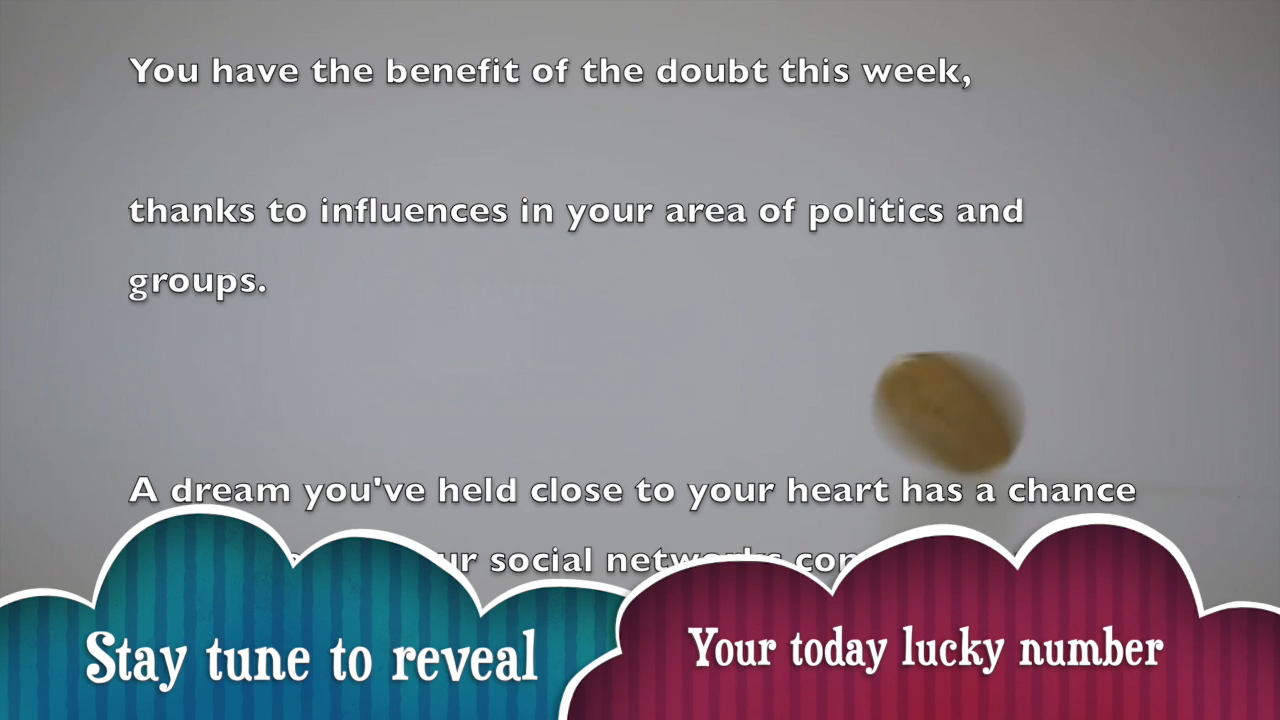 You have the benefit of the doubt this week,
thanks to influences in your area of politics and
groups.
A dream you've held close to your heart has a chance
social
Stay tune to reveal
Your today lucky number